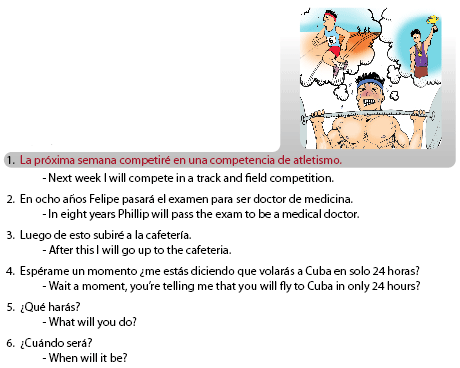 1. La próxima semana competiré en una competencia de atletismo.
- Next week I will compete in a track and field competition.
2. En ocho años Felipe pasará el examen para ser doctor de medicina.
- In eight years Phillip will pass the exam to be a medical doctor.
3. Luego de esto subiré a la cafetería.
- After this I will go up to the cafeteria.
4. Espérame un momento ¿me estás diciendo que volarás a Cuba en solo 24 horas?
- Wait a moment, you're telling me that you will fly to Cuba in only 24 hours?
5. ¿Qué harás?
- What will you do?
6. ¿Cuándo será?
- When will it be?